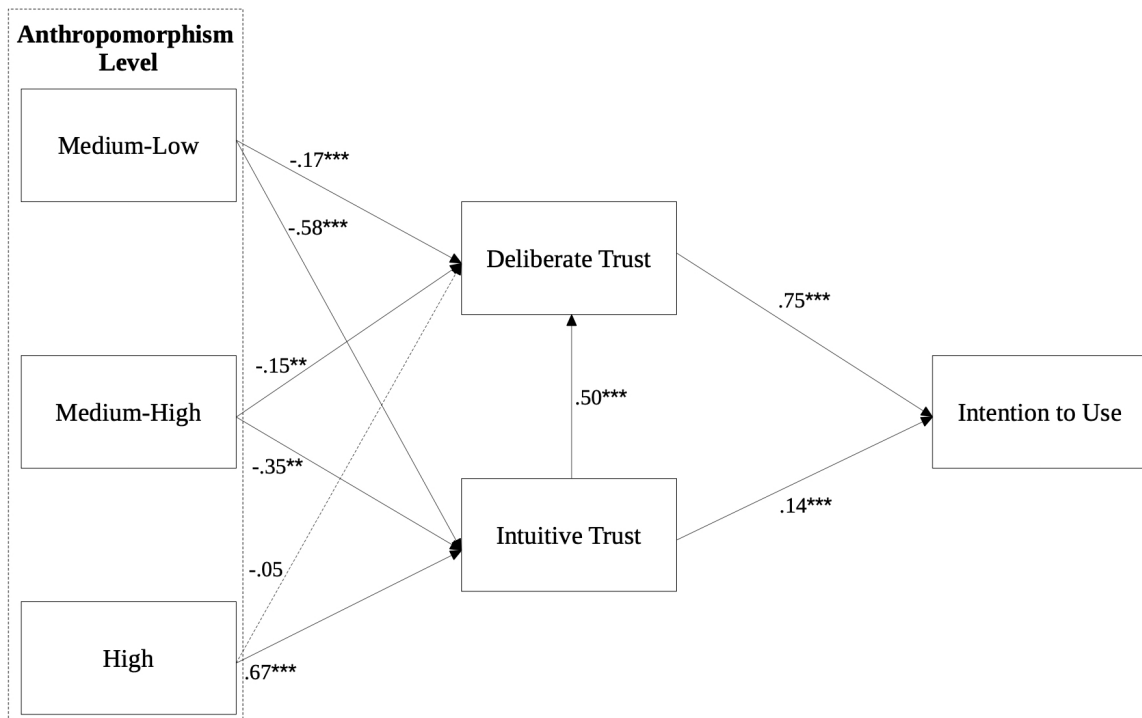 Anthropomorphism
Level
Medium-Low
-.17***
-.58***
Deliberate Trust
.75***
-.15**
Medium-High
.50***
Intention to Use
-.35**
.14***
Intuitive Trust
-.05
High
.67***